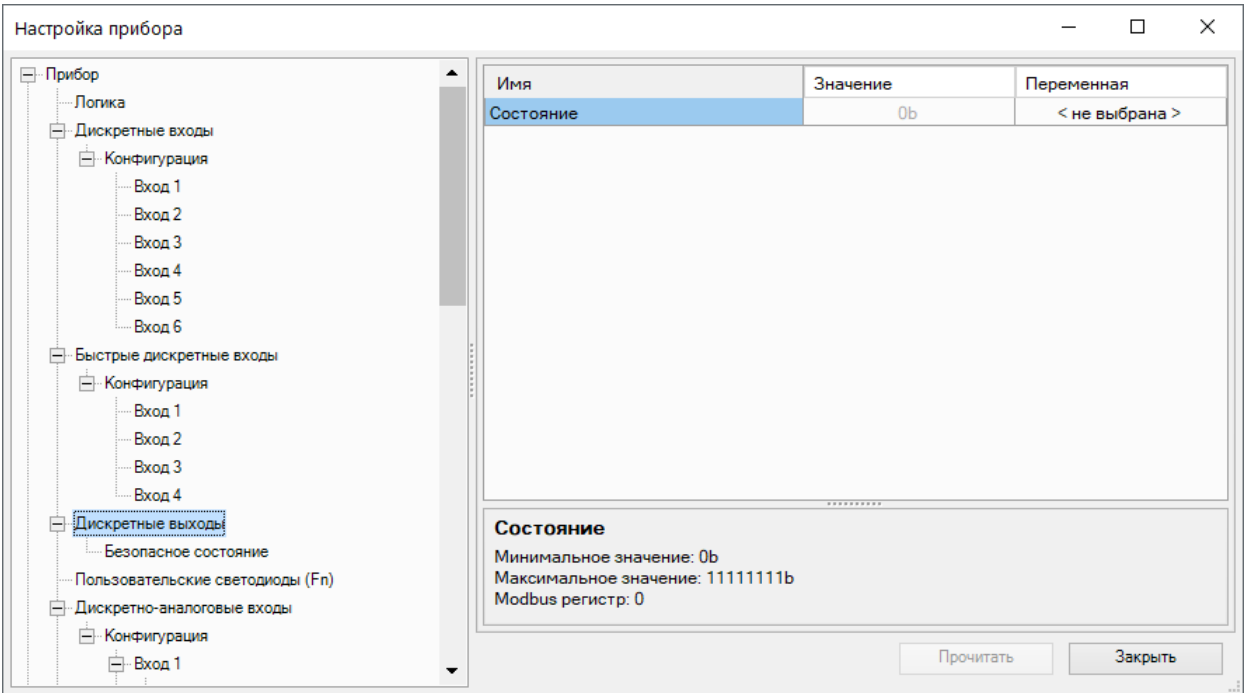 Настройка прибора
Прибор
Логика
Дискретные входы
Конфигурация
Вход 1
Вход 2
Вход 3
Вход 4
Вход 5
Вход 6
Быстрые дискретные входы
Конфигурация
Вход 1
Вход 2
Вход 3
Вход 4
Дискретные выходы
Безопасное состояние
Пользовательские светодиоды (Fn)
Дискретно-аналоговые входы
Конфигурация
Вход 1
Имя Значение Переменная
Состояние 0b < не выбрана >
Состояние
Минимальное значение: 0b
Максимальное значение: 11111111b
Modbus регистр: 0
Прочитать Закрыть